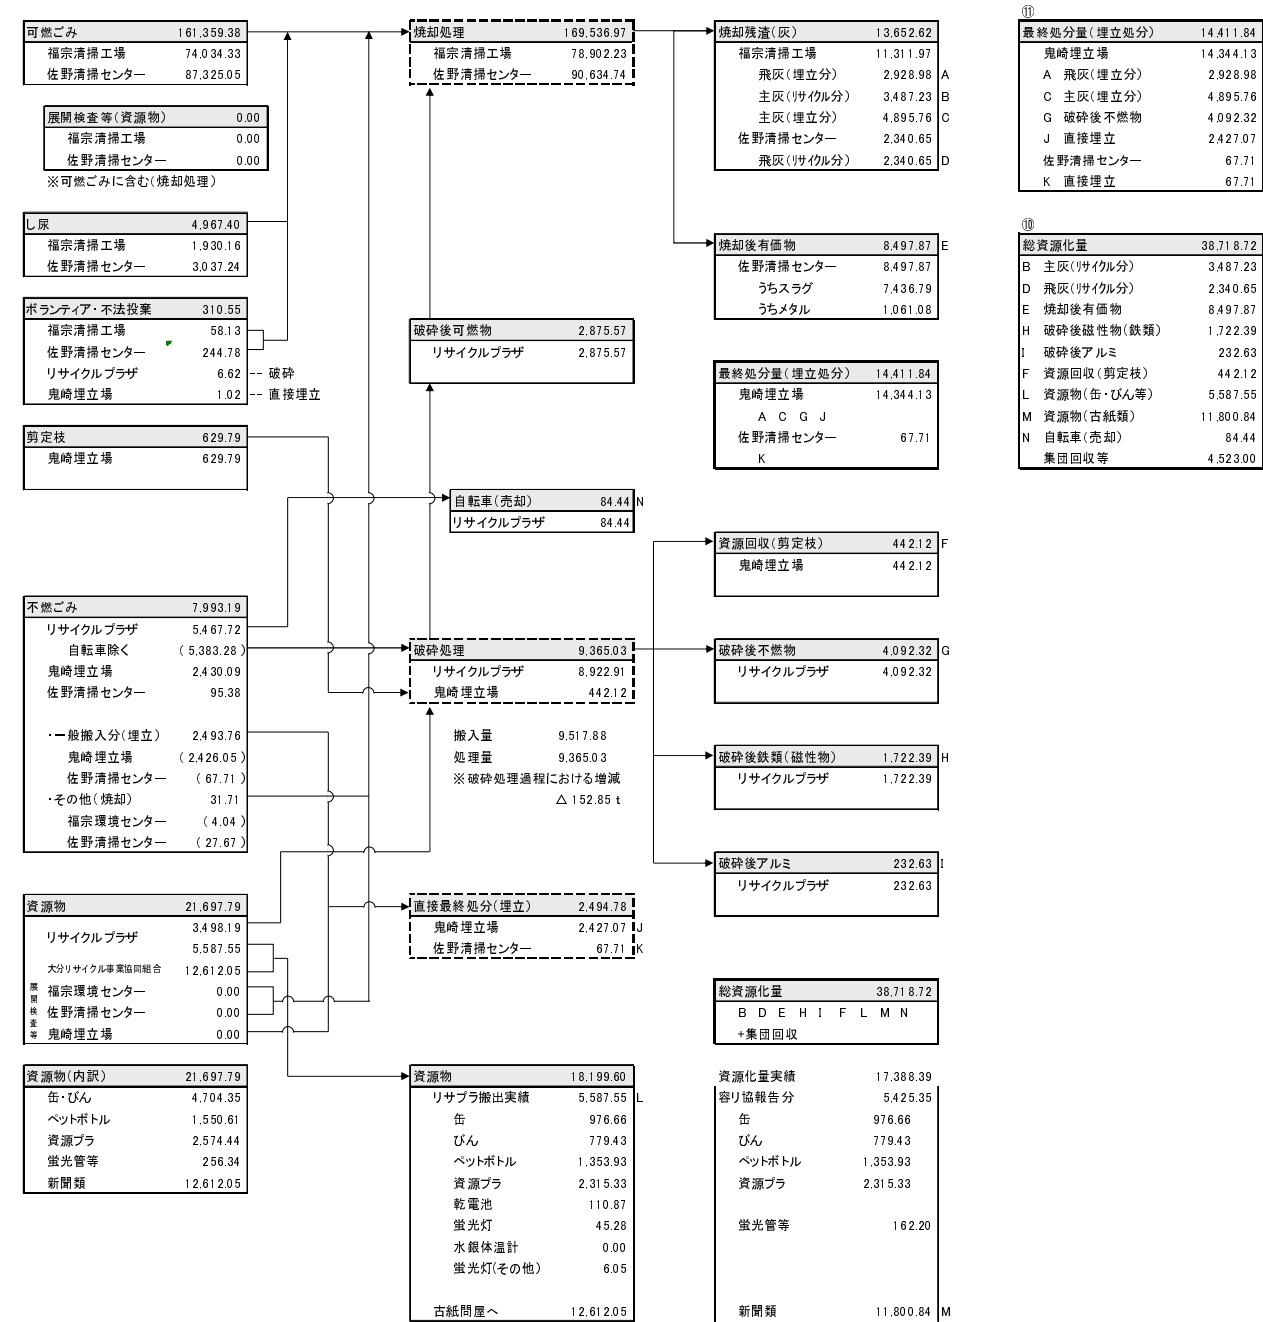 可燃ごみ 161,359.38
福宗清掃工場 74,034.33
佐野清掃センター 87,325.05
展開検査等(資源物) 0.00
福宗清掃工場 0.00
佐野清掃センター 0.00
※可燃ごみに含む(焼却処理)
し尿 4,967.40
福宗清掃工場 1,930.16
佐野清掃センター 3,037.24
ボランティア・不法投棄 310.55
福宗清掃工場 58.13
佐野清掃センター 244.78
リサイクルプラザ 6.62 -- 破砕
鬼崎埋立場 1.02 -- 直接埋立
剪定枝 629.79
鬼崎埋立場 629.79
不燃ごみ 7,993.19
リサイクルプラザ 5,467.72
自転車除く (5,383.28)
鬼崎埋立場 2,430.09
佐野清掃センター 95.38
・一般搬入分(埋立) 2,493.76
鬼崎埋立場 (2,426.05)
佐野清掃センター (67.71)
・その他(焼却) 31.71
福宗環境センター (4.04)
佐野清掃センター (27.67)
資源物 21,697.79
リサイクルプラザ 3,498.19
5,587.55
大分リサイクル事業協同組合 12,612.05
展開検査等
福宗環境センター 0.00
佐野清掃センター 0.00
鬼崎埋立場 0.00
資源物(内訳) 21,697.79
缶・びん 4,704.35
ペットボトル 1,550.61
資源プラ 2,574.44
蛍光管等 256.34
新聞類 12,612.05
焼却処理 169,536.97
福宗清掃工場 78,902.23
佐野清掃センター 90,634.74
破砕後可燃物 2,875.57
リサイクルプラザ 2,875.57
自転車(売却) 84.44 N
リサイクルプラザ 84.44
破砕処理 9,365.03
リサイクルプラザ 8,922.91
鬼崎埋立場 442.12
搬入量 9,517.88
処理量 9,365.03
※破砕処理過程における増減
△152.85 t
直接最終処分(埋立) 2,494.78
鬼崎埋立場 2,427.07 J
佐野清掃センター 67.71 K
資源物 18,199.60
リサプラ搬出実績 5,587.55 L
缶 976.66
びん 779.43
ペットボトル 1,353.93
資源プラ 2,315.33
乾電池 110.87
蛍光灯 45.28
水銀体温計 0.00
蛍光灯(その他) 6.05
古紙問屋へ 12,612.05
焼却残渣(灰) 13,652.62
福宗清掃工場 11,311.97
飛灰(埋立分) 2,928.98 A
主灰(リサイクル分) 3,487.23 B
主灰(埋立分) 4,895.76 C
佐野清掃センター 2,340.65
飛灰(リサイクル分) 2,340.65 D
焼却後有価物 8,497.87 E
佐野清掃センター 8,497.87
うちスラグ 7,436.79
うちメタル 1,061.08
最終処分量(埋立処分) 14,411.84
鬼崎埋立場 14,344.13
A C G J
佐野清掃センター 67.71
K
資源回収(剪定枝) 442.12 F
鬼崎埋立場 442.12
破砕後不燃物 4,092.32 G
リサイクルプラザ 4,092.32
破砕後鉄類(磁性物) 1,722.39 H
リサイクルプラザ 1,722.39
破砕後アルミ 232.63 I
リサイクルプラザ 232.63
総資源化量 38,718.72
B D E H I F L M N
+集団回収
資源化量実績 17,388.39
容リ協報告分 5,425.35
缶 976.66
びん 779.43
ペットボトル 1,353.93
資源プラ 2,315.33
蛍光管等 162.20
新聞類 11,800.84 M
⑪
最終処分量(埋立処分) 14,411.84
鬼崎埋立場 14,344.13
A 飛灰(埋立分) 2,928.98
C 主灰(埋立分) 4,895.76
G 破砕後不燃物 4,092.32
J 直接埋立 2,427.07
佐野清掃センター 67.71
K 直接埋立 67.71
⑩
総資源化量 38,718.72
B 主灰(リサイクル分) 3,487.23
D 飛灰(リサイクル分) 2,340.65
E 焼却後有価物 8,497.87
H 破砕後磁性物(鉄類) 1,722.39
I 破砕後アルミ 232.63
F 資源回収(剪定枝) 442.12
L 資源物(缶・びん等) 5,587.55
M 資源物(古紙類) 11,800.84
N 自転車(売却) 84.44
集団回収等 4,523.00